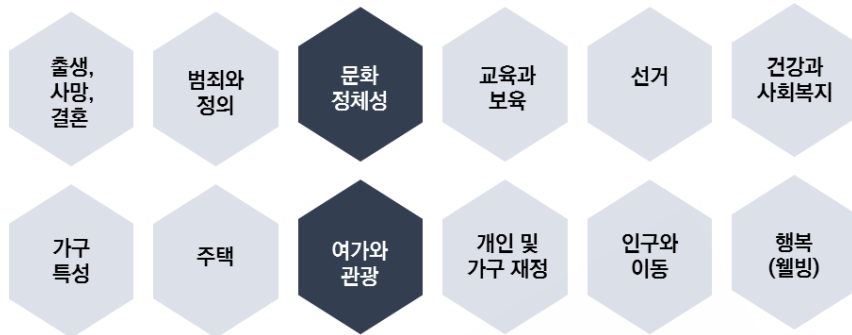 출생,
사망,
결혼
범죄와
정의
문화
정체성
교육과
보육
선거
건강과
사회복지
가구
특성
주택
여가와
관광
개인 및
가구 재정
인구와
이동
행복
(웰빙)